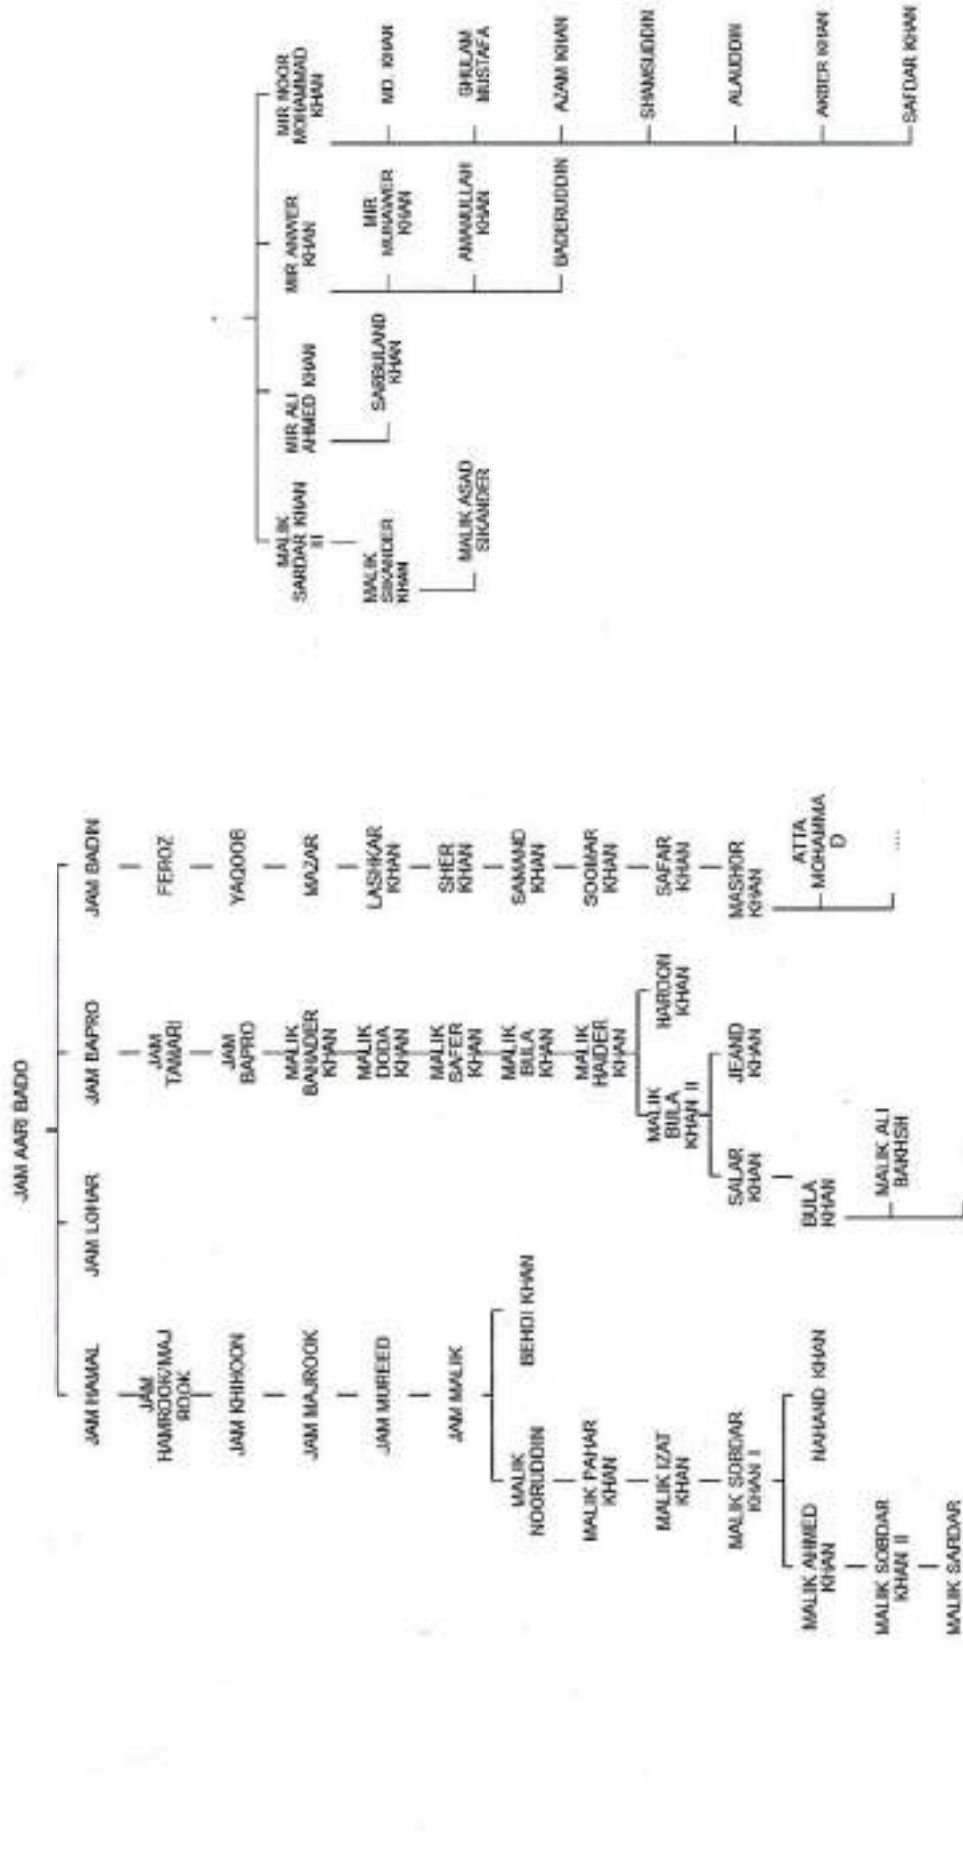 JAM AARI BADO
JAM HAMAL
JAM LOHAR
JAM BAPRO
JAM BADIN
JAM
HAMROOK/MAJ
ROOK
JAM
TAMARI
FEROZ
JAM KHIHOON
JAM
BAPRO
YAQOOB
JAM MAJROOK
MALIK
BAHADER
KHAN
MAZAR
JAM MUREED
MALIK
DODA
KHAN
LASHKAR
KHAN
JAM MALIK
MALIK
SAFER
KHAN
SHER
KHAN
MALIK
NOORUDDIN
BEHDI KHAN
MALIK
BULA
KHAN
SAMAND
KHAN
MALIK PAHAR
KHAN
MALIK
HAIDER
KHAN
SOOMAR
KHAN
MALIK IZAT
KHAN
MALIK
BULA
KHAN II
HAROON
KHAN
SAFAR
KHAN
MALIK SOBDAR
KHAN I
SALAR
KHAN
JEAND
KHAN
MASHOR
KHAN
MALIK AHMED
KHAN
NAHAND KHAN
BULA
KHAN
ATTA
MOHAMMA
D
MALIK SOBDAR
KHAN II
MALIK ALI
BAKHSH
....
MALIK SARDAR
MALIK
SARDAR KHAN
III
MIR ALI
AHMED KHAN
MIR ANWER
KHAN
MIR NOOR
MOHAMMAD
KHAN
MALIK
SIKANDER
KHAN
SARBULAND
KHAN
MIR
MUNAWER
KHAN
MD. KHAN
MALIK ASAD
SIKANDER
AMANULLAH
KHAN
GHULAM
MUSTAFA
BADERUDDIN
AZAM KHAN
SHAMSUDDIN
ALAUDDIN
AKBER KHAN
SAFDAR KHAN